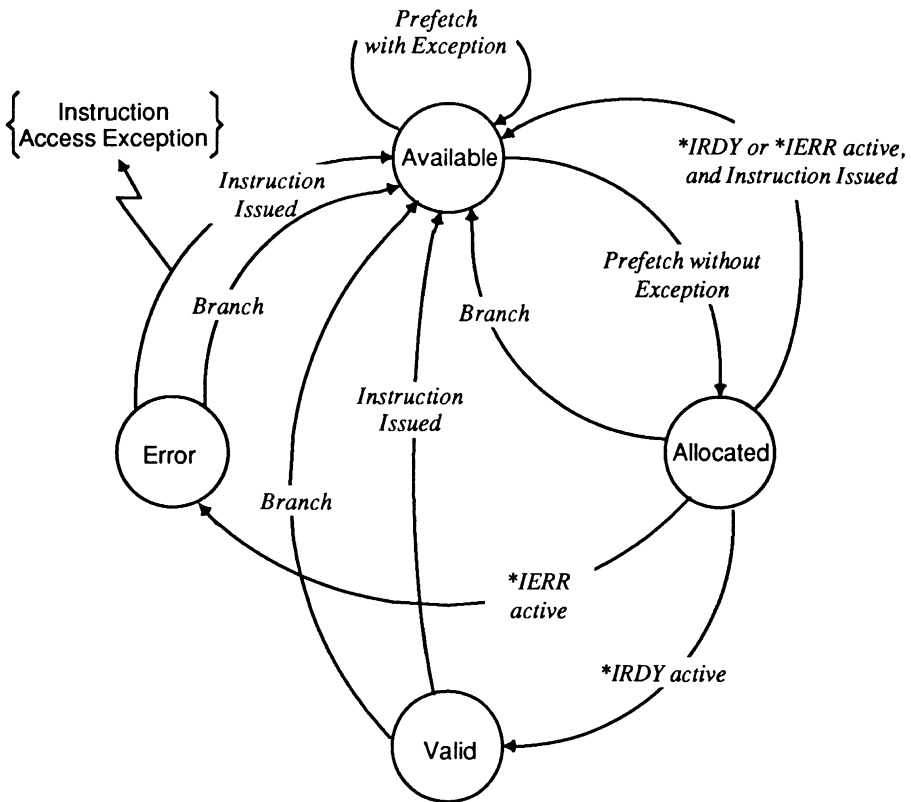 Prefetch
with Exception
{ Instruction
Access Exception }
Available
*IRDY or *IERR active,
and Instruction Issued
Instruction
Issued
Prefetch without
Exception
Branch
Branch
Instruction
Issued
Error
Allocated
Branch
*IERR
active
*IRDY active
Valid